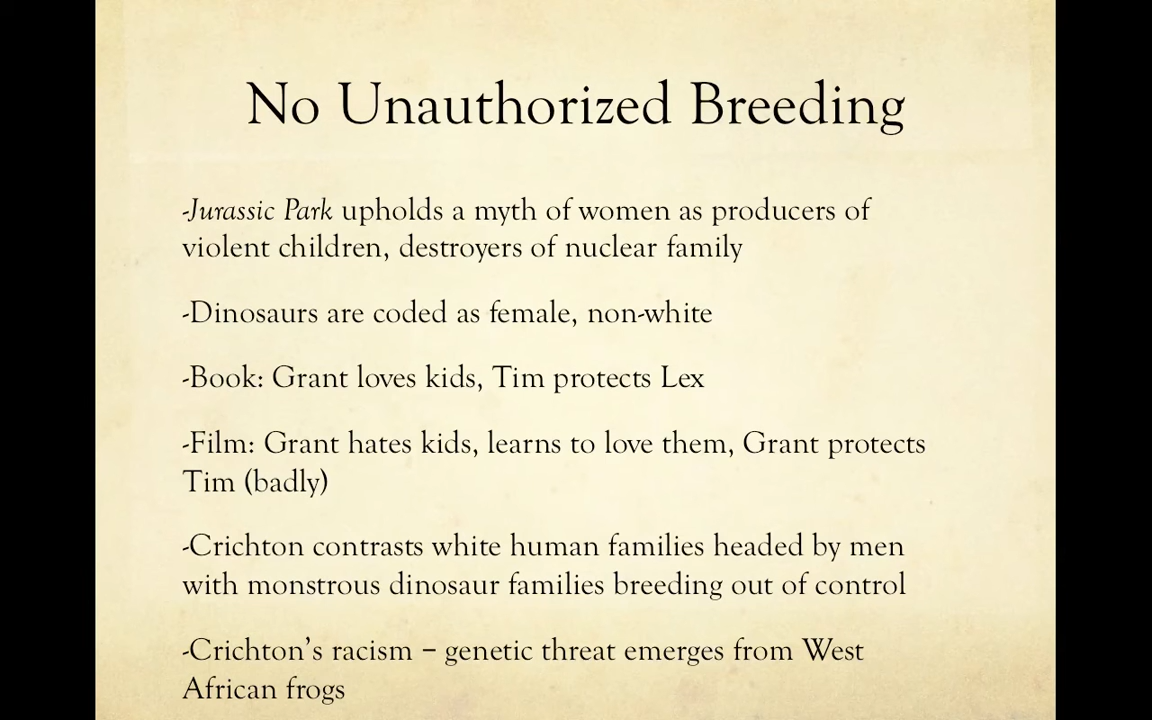 No Unauthorized Breeding
-Jurassic Park upholds a myth of women as producers of
violent children, destroyers of nuclear family
-Dinosaurs are coded as female, non-white
-Book: Grant loves kids, Tim protects Lex
-Film: Grant hates kids, learns to love them, Grant protects
Tim (badly)
-Crichton contrasts white human families headed by men
with monstrous dinosaur families breeding out of control
-Crichton’s racism – genetic threat emerges from West
African frogs